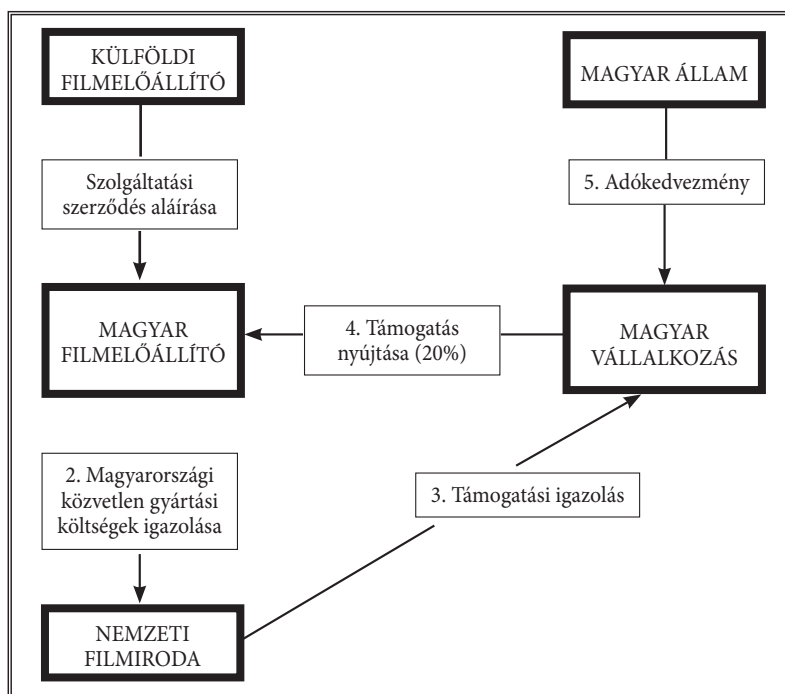 KÜLFÖLDI
FILMELŐÁLLÍTÓ
MAGYAR ÁLLAM
Szolgáltatási
szerződés aláírása
5. Adókedvezmény
MAGYAR
FILMELŐÁLLÍTÓ
4. Támogatás
nyújtása (20%)
MAGYAR
VÁLLALKOZÁS
2. Magyarországi
közvetlen gyártási
költségek igazolása
3. Támogatási igazolás
NEMZETI
FILMIRODA